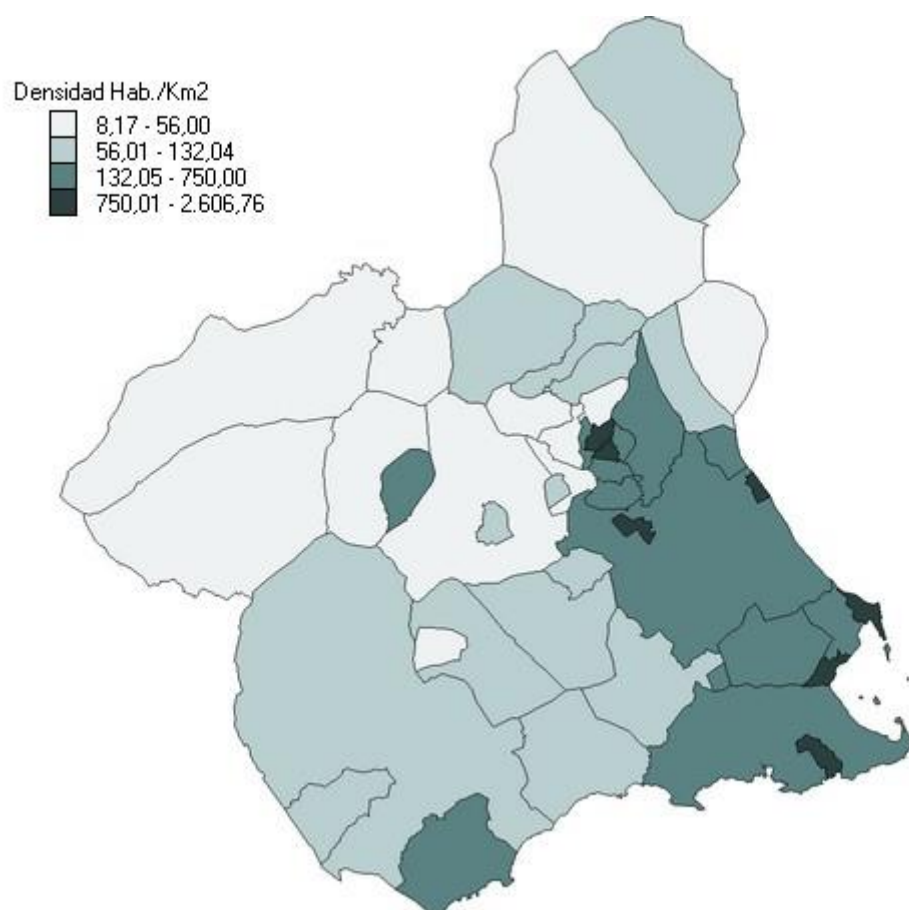 Densidad Hab./Km2
8,17 - 56,00
56,01 - 132,04
132,05 - 750,00
750,01 - 2.606,76